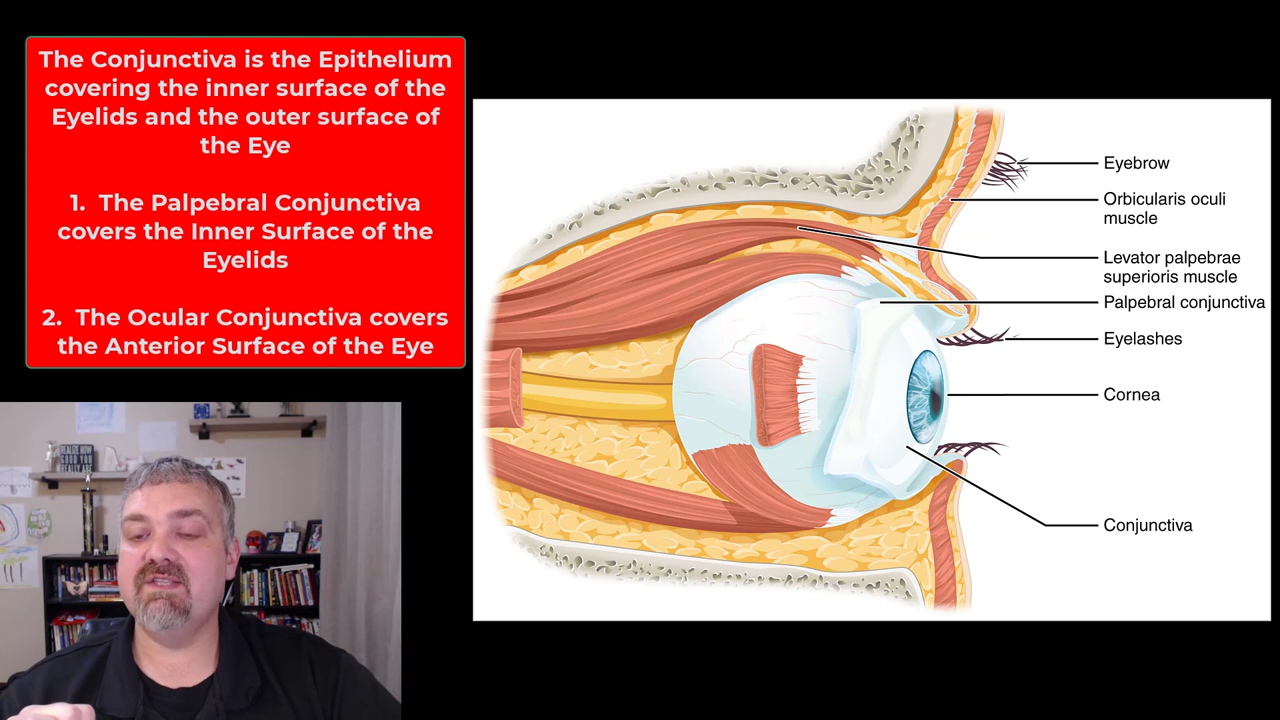 The Conjunctiva is the Epithelium
covering the inner surface of the
Eyelids and the outer surface of
the Eye
1. The Palpebral Conjunctiva
covers the Inner Surface of the
Eyelids
2. The Ocular Conjunctiva covers
the Anterior Surface of the Eye
Eyebrow
Orbicularis oculi
muscle
Levator palpebrae
superioris muscle
Palpebral conjunctiva
Eyelashes
Cornea
Conjunctiva